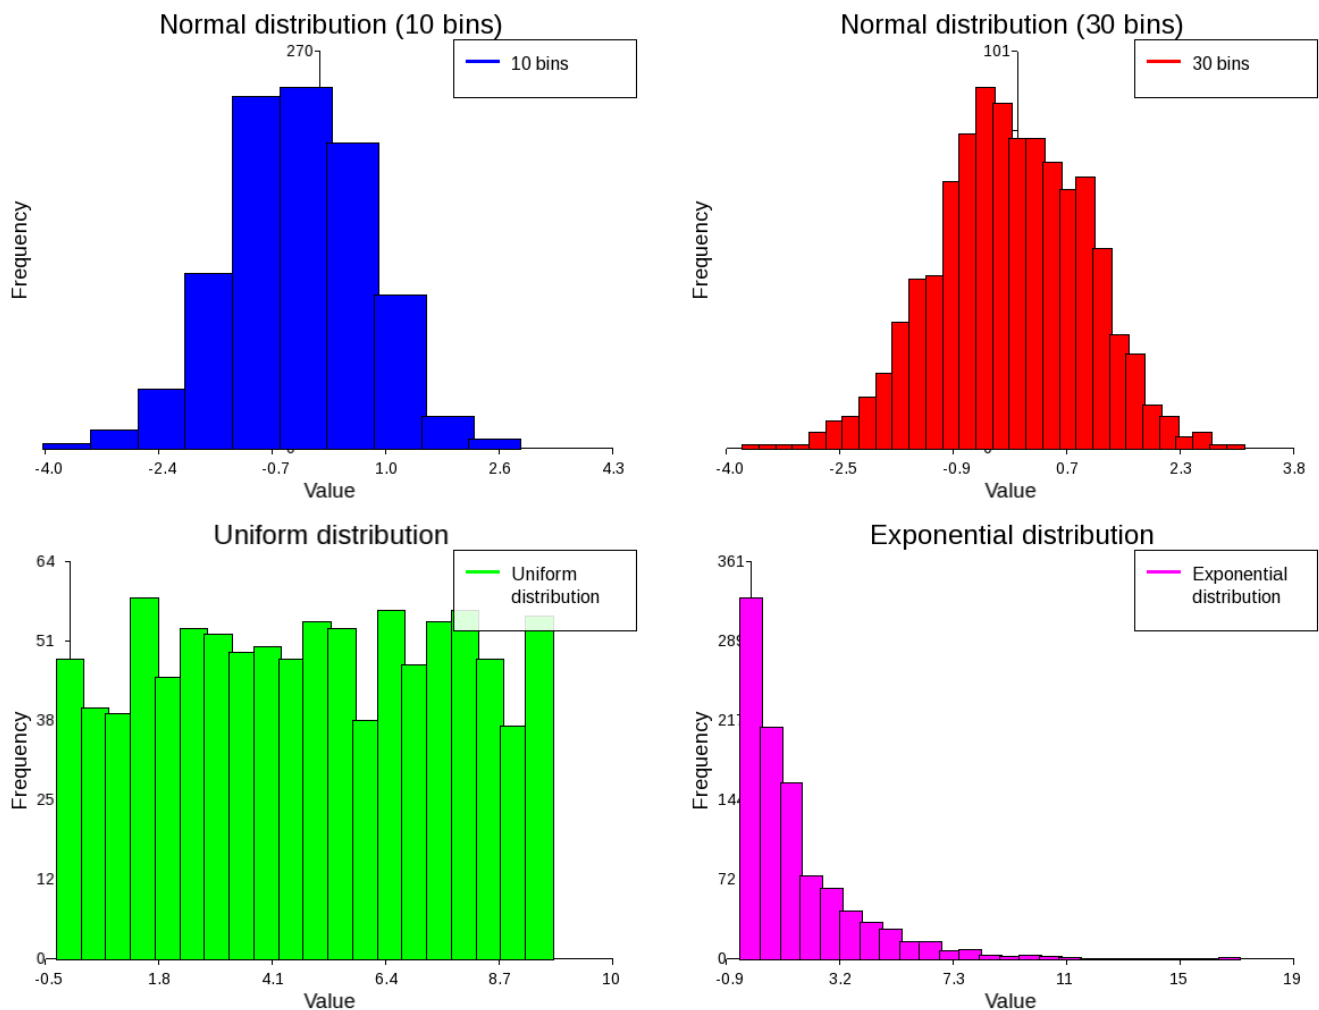 Normal distribution (10 bins)
270
10 bins
Frequency
-4.0 -2.4 -0.7 1.0 2.6 4.3
Value
Normal distribution (30 bins)
101
30 bins
Frequency
-4.0 -2.5 -0.9 0.7 2.3 3.8
Value
Uniform distribution
64
Uniform
distribution
51
38
Frequency
25
12
0
-0.5 1.8 4.1 6.4 8.7 10
Value
Exponential distribution
361
Exponential
distribution
289
217
Frequency
144
72
0
-0.9 3.2 7.3 11 15 19
Value